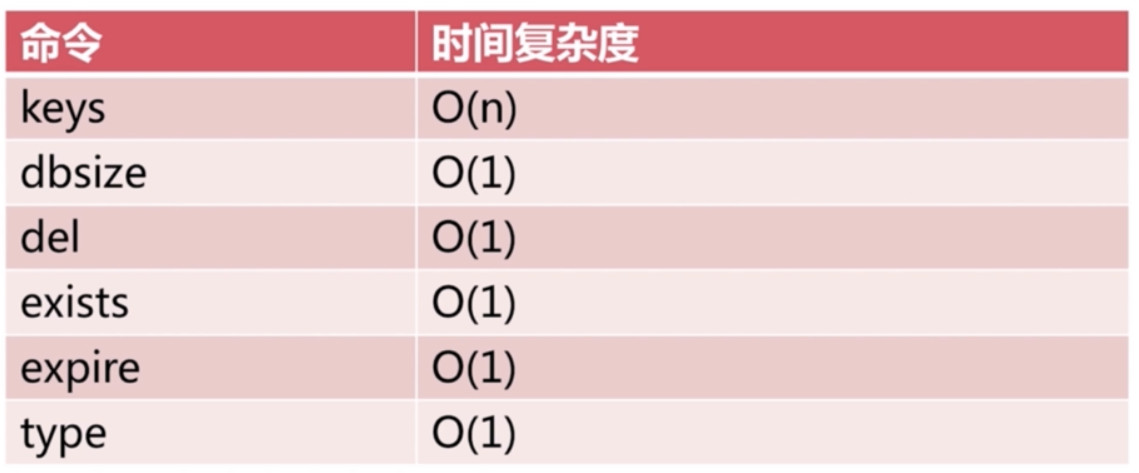 命令 时间复杂度
keys O(n)
dbsize O(1)
del O(1)
exists O(1)
expire O(1)
type O(1)